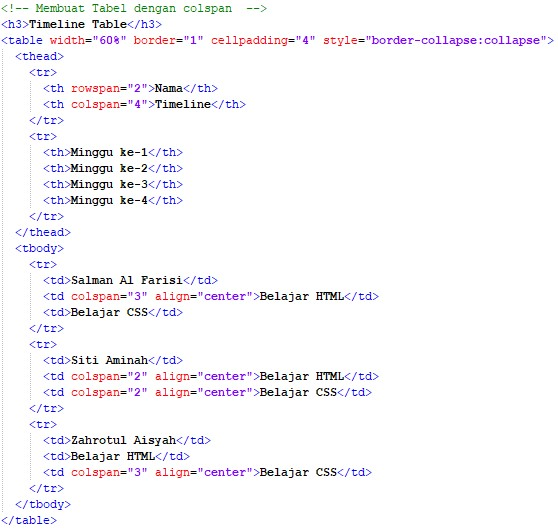 <!-- Membuat Tabel dengan colspan  -->
<h3>Timeline Table</h3>
<table width="60%" border="1" cellpadding="4" style="border-collapse:collapse">
  <thead>
    <tr>
      <th rowspan="2">Nama</th>
      <th colspan="4">Timeline</th>
    </tr>
    <tr>
      <th>Minggu ke-1</th>
      <th>Minggu ke-2</th>
      <th>Minggu ke-3</th>
      <th>Minggu ke-4</th>
    </tr>
  </thead>
  <tbody>
    <tr>
      <td>Salman Al Farisi</td>
      <td colspan="3" align="center">Belajar HTML</td>
      <td>Belajar CSS</td>
    </tr>
    <tr>
      <td>Siti Aminah</td>
      <td colspan="2" align="center">Belajar HTML</td>
      <td colspan="2" align="center">Belajar CSS</td>
    </tr>
    <tr>
      <td>Zahrotul Aisyah</td>
      <td>Belajar HTML</td>
      <td colspan="3" align="center">Belajar CSS</td>
    </tr>
  </tbody>
</table>